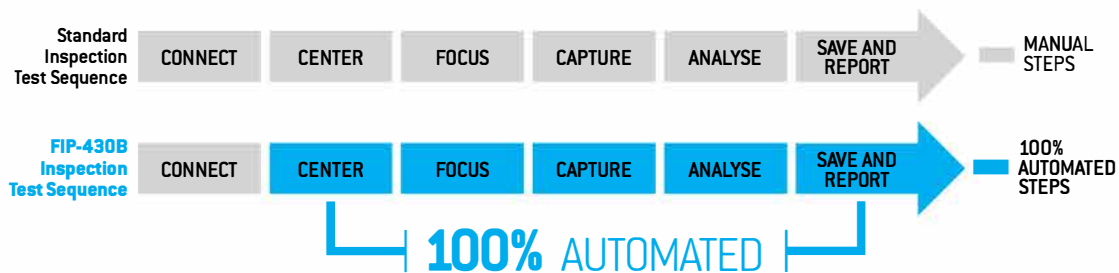 Standard
Inspection
Test Sequence
CONNECT
CENTER
FOCUS
CAPTURE
ANALYSE
SAVE AND
REPORT
MANUAL
STEPS
FIP-430B
Inspection
Test Sequence
CONNECT
CENTER
FOCUS
CAPTURE
ANALYSE
SAVE AND
REPORT
100%
AUTOMATED
STEPS
100% AUTOMATED